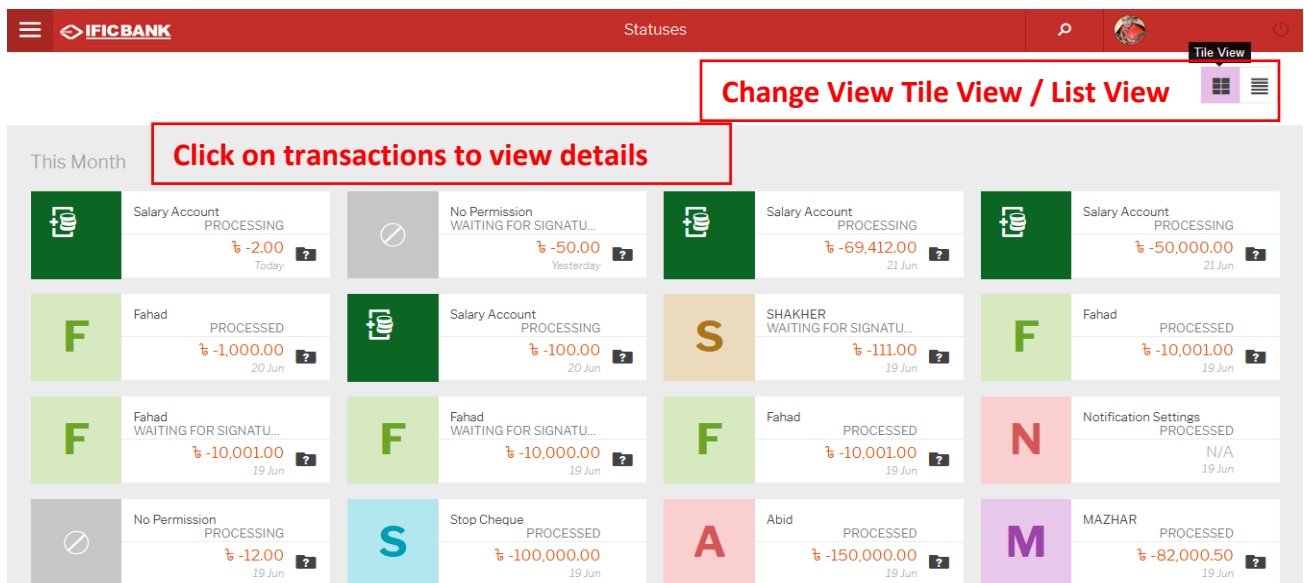 IFIC BANK
Statuses
Tile View
Change View Tile View / List View
Click on transactions to view details
This Month
Salary Account
PROCESSING
৳ -2.00
Today
No Permission
WAITING FOR SIGNATU...
৳ -50.00
Yesterday
Salary Account
PROCESSING
৳ -69,412.00
21 Jun
Salary Account
PROCESSING
৳ -50,000.00
21 Jun
F
Fahad
PROCESSED
৳ -1,000.00
20 Jun
Salary Account
PROCESSING
৳ -100.00
20 Jun
S
SHAKHER
WAITING FOR SIGNATU...
৳ -111.00
19 Jun
F
Fahad
PROCESSED
৳ -10,001.00
19 Jun
F
Fahad
WAITING FOR SIGNATU...
৳ -10,001.00
19 Jun
F
Fahad
WAITING FOR SIGNATU...
৳ -10,000.00
19 Jun
F
Fahad
PROCESSED
৳ -10,001.00
19 Jun
N
Notification Settings
PROCESSED
N/A
19 Jun
No Permission
PROCESSING
৳ -12.00
19 Jun
S
Stop Cheque
PROCESSED
৳ -100,000.00
19 Jun
A
Abid
PROCESSED
৳ -150,000.00
19 Jun
M
MAZHAR
PROCESSED
৳ -82,000.50
19 Jun